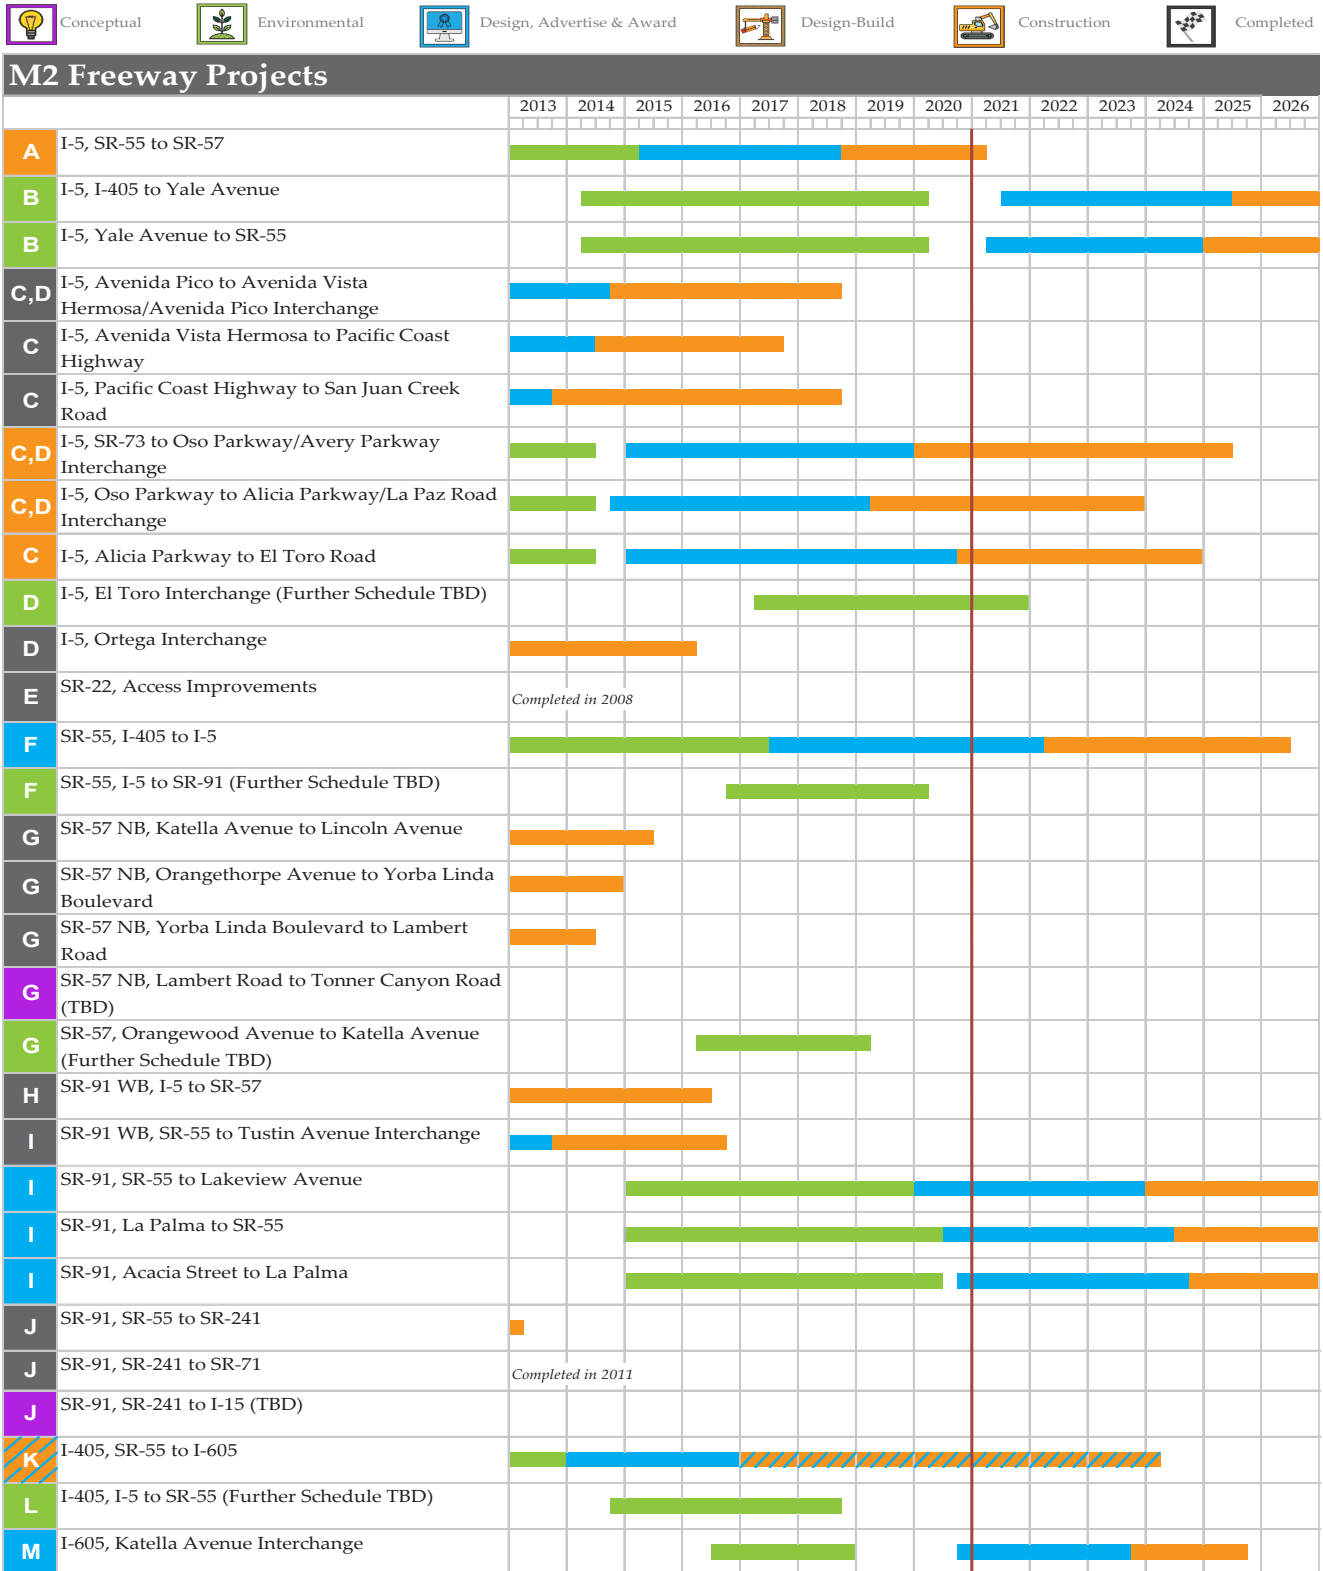 Conceptual Environmental Design, Advertise & Award Design-Build Construction Completed
M2 Freeway Projects
2013 2014 2015 2016 2017 2018 2019 2020 2021 2022 2023 2024 2025 2026
A I-5, SR-55 to SR-57
B I-5, I-405 to Yale Avenue
B I-5, Yale Avenue to SR-55
C,D I-5, Avenida Pico to Avenida Vista
Hermosa/Avenida Pico Interchange
C I-5, Avenida Vista Hermosa to Pacific Coast
Highway
C I-5, Pacific Coast Highway to San Juan Creek
Road
C,D I-5, SR-73 to Oso Parkway/Avery Parkway
Interchange
C,D I-5, Oso Parkway to Alicia Parkway/La Paz Road
Interchange
C I-5, Alicia Parkway to El Toro Road
D I-5, El Toro Interchange (Further Schedule TBD)
D I-5, Ortega Interchange
E SR-22, Access Improvements
Completed in 2008
F SR-55, I-405 to I-5
F SR-55, I-5 to SR-91 (Further Schedule TBD)
G SR-57 NB, Katella Avenue to Lincoln Avenue
G SR-57 NB, Orangethorpe Avenue to Yorba Linda
Boulevard
G SR-57 NB, Yorba Linda Boulevard to Lambert
Road
G SR-57 NB, Lambert Road to Tonner Canyon Road
(TBD)
G SR-57, Orangewood Avenue to Katella Avenue
(Further Schedule TBD)
H SR-91 WB, I-5 to SR-57
I SR-91 WB, SR-55 to Tustin Avenue Interchange
I SR-91, SR-55 to Lakeview Avenue
I SR-91, La Palma to SR-55
I SR-91, Acacia Street to La Palma
J SR-91, SR-55 to SR-241
J SR-91, SR-241 to SR-71
Completed in 2011
J SR-91, SR-241 to I-15 (TBD)
K I-405, SR-55 to I-605
L I-405, I-5 to SR-55 (Further Schedule TBD)
M I-605, Katella Avenue Interchange